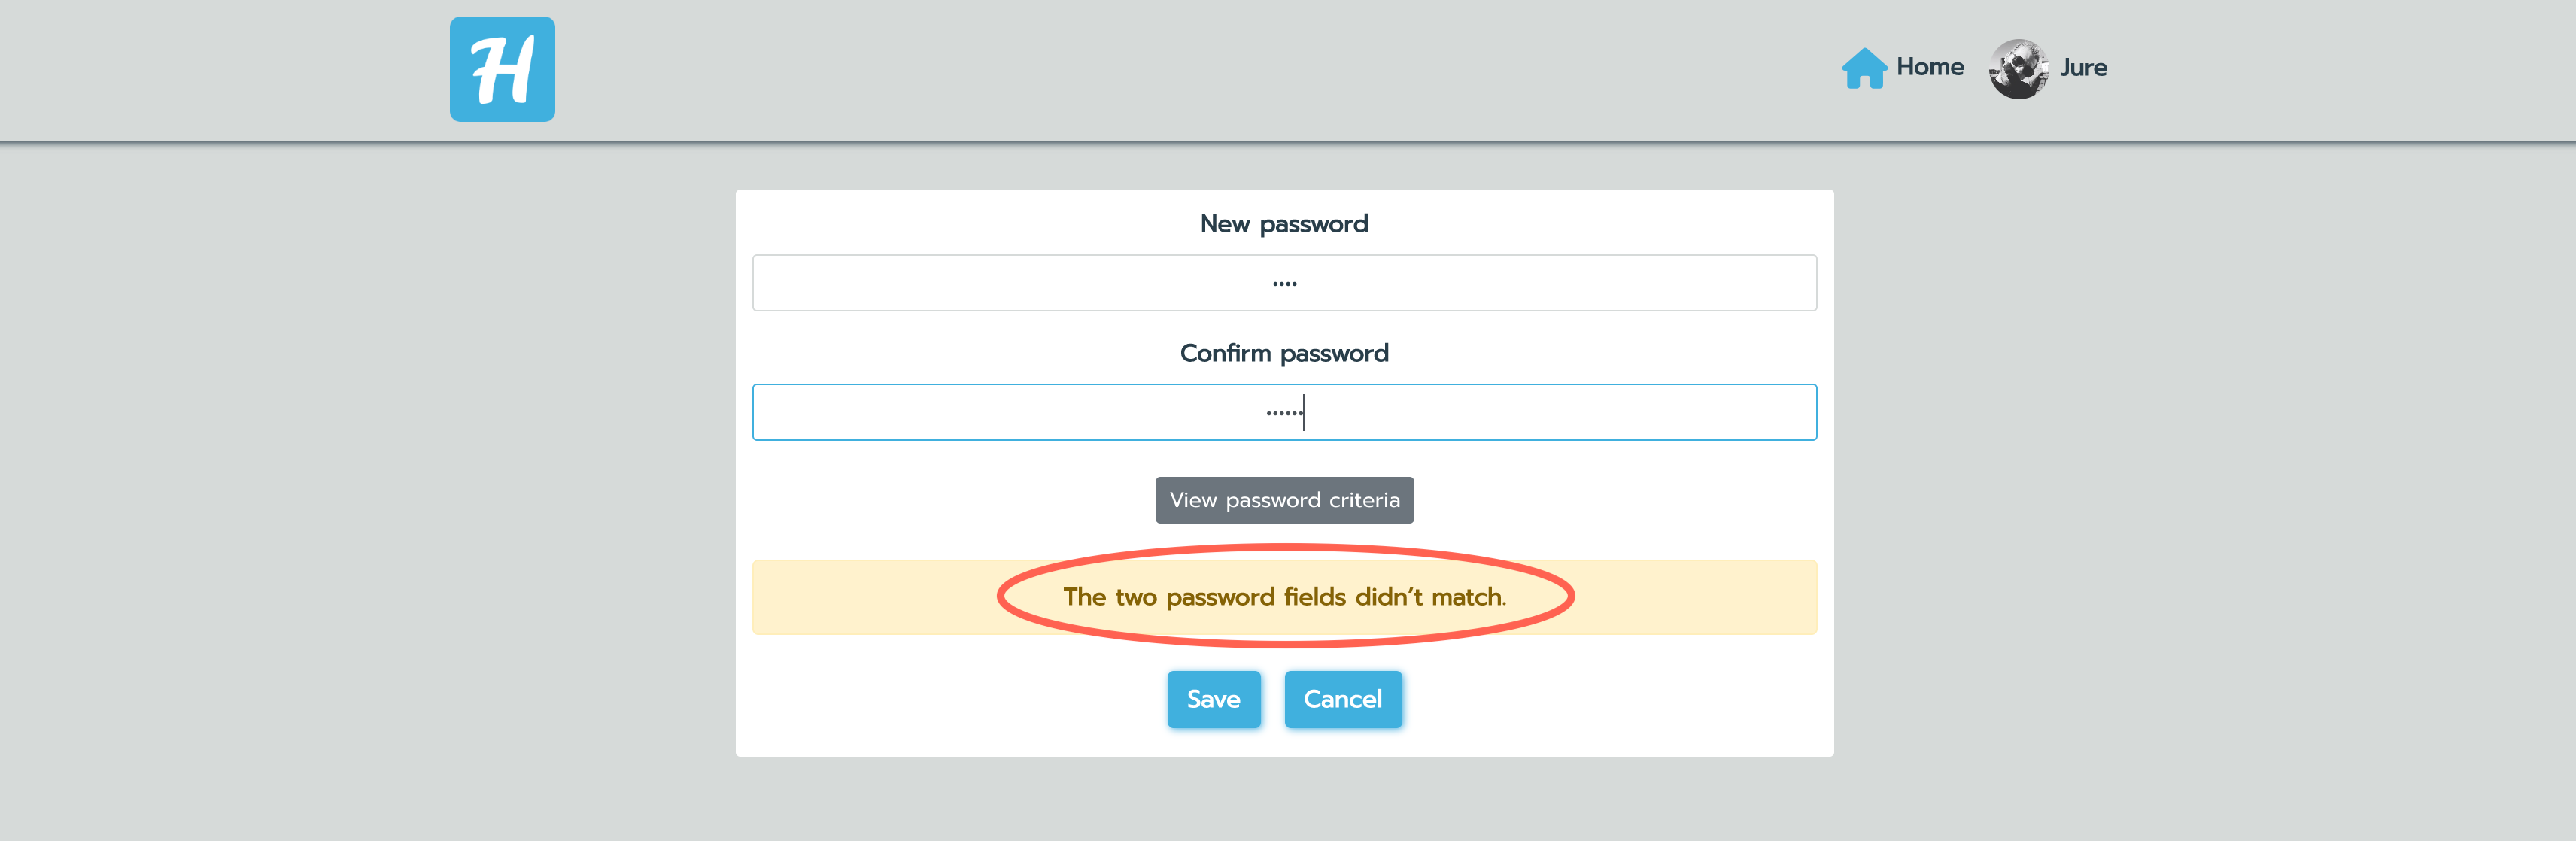 H
Home
Jure
New password
••••
Confirm password
••••••
View password criteria
The two password fields didn’t match.
Save
Cancel